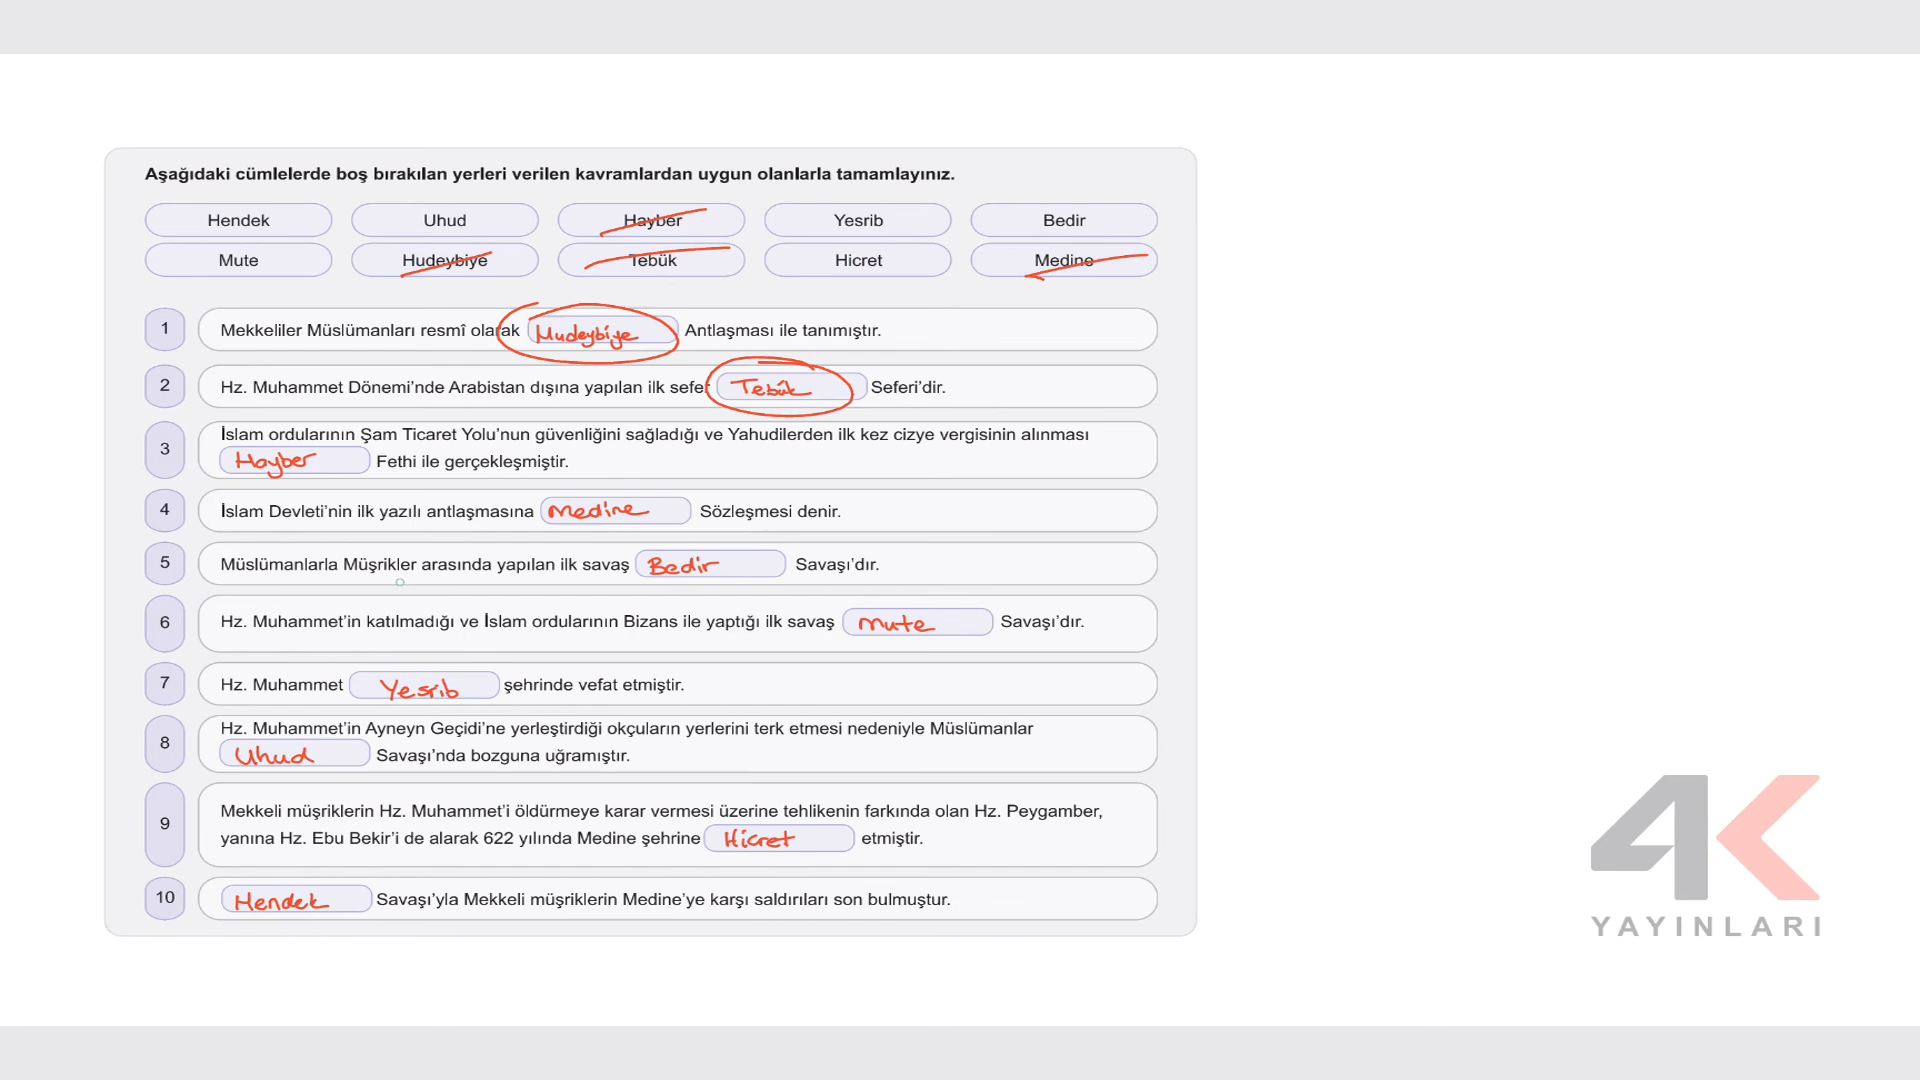 Aşağıdaki cümlelerde boş bırakılan yerleri verilen kavramlardan uygun olanlarla tamamlayınız.
Hendek Uhud Hayber Yesrib Bedir
Mute Hudeybiye Tebük Hicret Medine
1 Mekkeliler Müslümanları resmî olarak Hudeybiye Antlaşması ile tanımıştır.
2 Hz. Muhammet Dönemi’nde Arabistan dışına yapılan ilk sefer Tebük Seferi’dir.
3 İslam ordularının Şam Ticaret Yolu’nun güvenliğini sağladığı ve Yahudilerden ilk kez cizye vergisinin alınması
Hayber Fethi ile gerçekleşmiştir.
4 İslam Devleti’nin ilk yazılı antlaşmasına Medine Sözleşmesi denir.
5 Müslümanlarla Müşrikler arasında yapılan ilk savaş Bedir Savaşı’dır.
6 Hz. Muhammet’in katılmadığı ve İslam ordularının Bizans ile yaptığı ilk savaş Mute Savaşı’dır.
7 Hz. Muhammet Yesrib şehrinde vefat etmiştir.
8 Hz. Muhammet’in Ayneyn Geçidi’ne yerleştirdiği okçuların yerlerini terk etmesi nedeniyle Müslümanlar
Uhud Savaşı’nda bozguna uğramıştır.
9 Mekkeli müşriklerin Hz. Muhammet’i öldürmeye karar vermesi üzerine tehlikenin farkında olan Hz. Peygamber,
yanına Hz. Ebu Bekir’i de alarak 622 yılında Medine şehrine Hicret etmiştir.
10 Hendek Savaşı’yla Mekkeli müşriklerin Medine’ye karşı saldırıları son bulmuştur.
4K
YAYINLARI